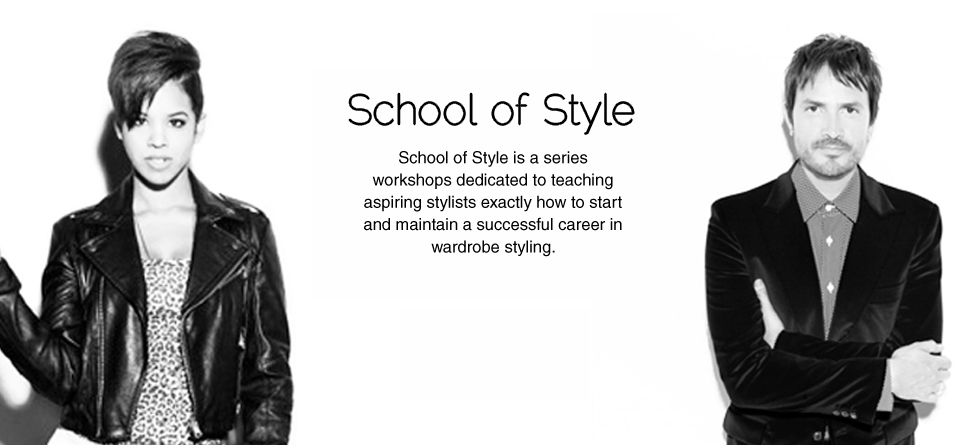 School of Style
School of Style is a series
workshops dedicated to teaching
aspiring stylists exactly how to start
and maintain a successful career in
wardrobe styling.